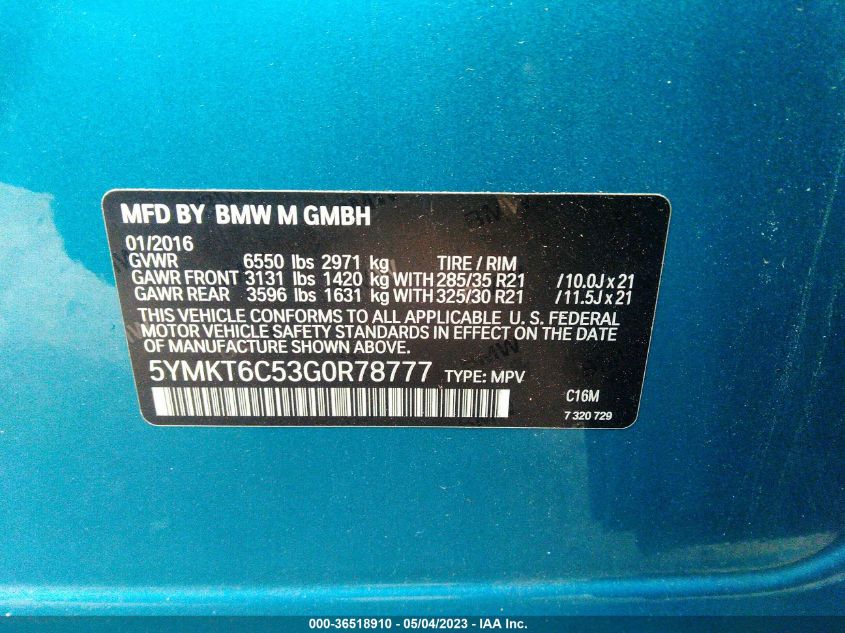 MFD BY BMW M GMBH
01/2016
GVWR 6550 lbs 2971 kg TIRE / RIM
GAWR FRONT 3131 lbs 1420 kg WITH 285/35 R21 /10.0J x 21
GAWR REAR 3596 lbs 1631 kg WITH 325/30 R21 /11.5J x 21
THIS VEHICLE CONFORMS TO ALL APPLICABLE U. S. FEDERAL
MOTOR VEHICLE SAFETY STANDARDS IN EFFECT ON THE DATE
OF MANUFACTURE SHOWN ABOVE.
5YMKT6C53G0R78777 TYPE: MPV
C16M
7 320 729
000-36518910 - 05/04/2023 - IAA Inc.